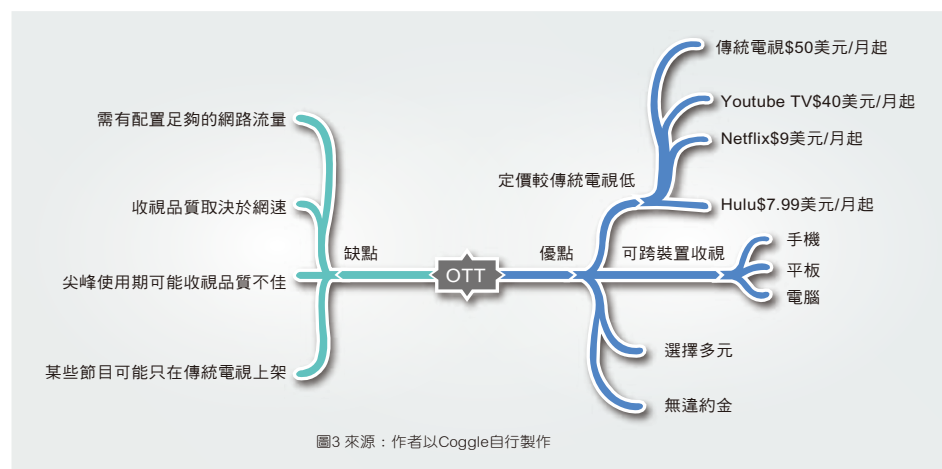 傳統電視$50美元/月起
Youtube TV$40美元/月起
Netflix$9美元/月起
Hulu$7.99美元/月起
定價較傳統電視低
需有配置足夠的網路流量
收視品質取決於網速
尖峰使用期可能收視品質不佳
某些節目可能只在傳統電視上架
缺點
OTT
優點
可跨裝置收視
手機
平板
電腦
選擇多元
無違約金
圖3 來源：作者以Coggle自行製作